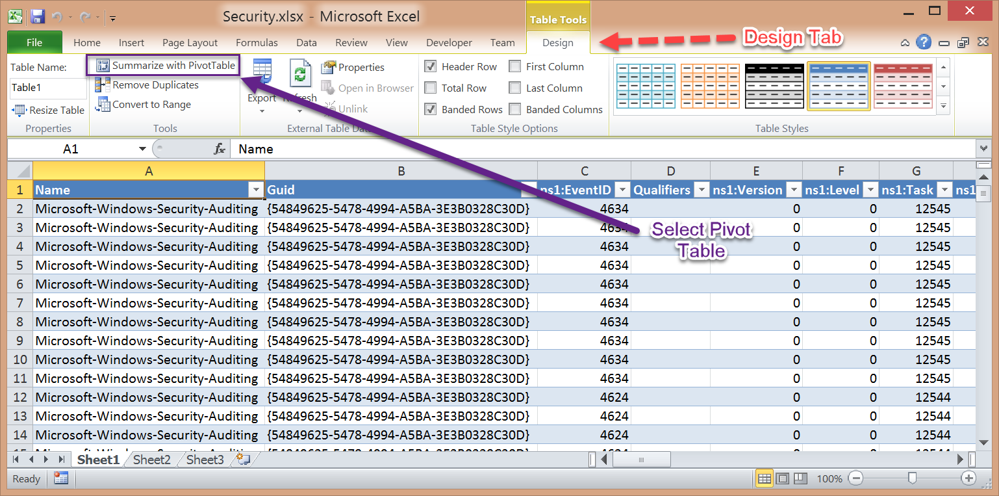 Security.xlsx - Microsoft Excel
Table Tools
File Home Insert Page Layout Formulas Data Review View Developer Team Design
Design Tab
Table Name:
Table1
Resize Table
Properties
Summarize with PivotTable
Remove Duplicates
Convert to Range
Tools
Export
Refresh
Properties
Open in Browser
Unlink
External Table Data
Header Row
Total Row
Banded Rows
First Column
Last Column
Banded Columns
Table Style Options
Table Styles
A1 fx Name
A B C D E F G
1 Name Guid ns1:EventID Qualifiers ns1:Version ns1:Level ns1:Task ns1
2 Microsoft-Windows-Security-Auditing {54849625-5478-4994-A5BA-3E3B0328C30D} 4634 0 0 12545
3 Microsoft-Windows-Security-Auditing {54849625-5478-4994-A5BA-3E3B0328C30D} 4634 0 0 12545
4 Microsoft-Windows-Security-Auditing {54849625-5478-4994-A5BA-3E3B0328C30D} 4634 0 0 12545
5 Microsoft-Windows-Security-Auditing {54849625-5478-4994-A5BA-3E3B0328C30D} 4634 0 0 12545
6 Microsoft-Windows-Security-Auditing {54849625-5478-4994-A5BA-3E3B0328C30D} 4634 0 0 12545
7 Microsoft-Windows-Security-Auditing {54849625-5478-4994-A5BA-3E3B0328C30D} 4634 0 0 12545
8 Microsoft-Windows-Security-Auditing {54849625-5478-4994-A5BA-3E3B0328C30D} 4634 0 0 12545
9 Microsoft-Windows-Security-Auditing {54849625-5478-4994-A5BA-3E3B0328C30D} 4634 0 0 12545
10 Microsoft-Windows-Security-Auditing {54849625-5478-4994-A5BA-3E3B0328C30D} 4634 0 0 12545
11 Microsoft-Windows-Security-Auditing {54849625-5478-4994-A5BA-3E3B0328C30D} 4634 0 0 12545
12 Microsoft-Windows-Security-Auditing {54849625-5478-4994-A5BA-3E3B0328C30D} 4624 0 0 12544
13 Microsoft-Windows-Security-Auditing {54849625-5478-4994-A5BA-3E3B0328C30D} 4624 0 0 12544
14 Microsoft-Windows-Security-Auditing {54849625-5478-4994-A5BA-3E3B0328C30D} 4624 0 0 12544
Select Pivot
Table
Sheet1 Sheet2 Sheet3
Ready 100%